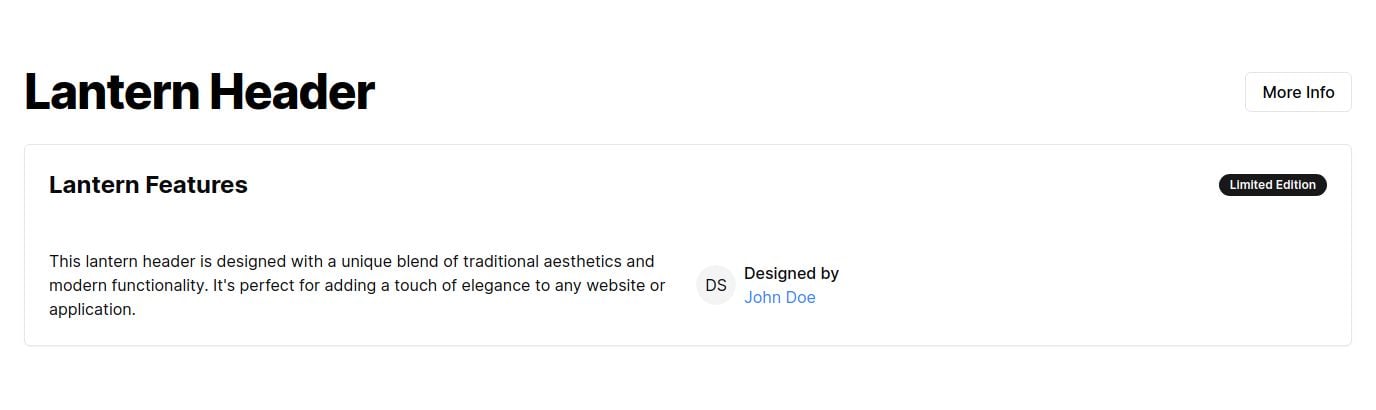 Lantern Header
More Info
Lantern Features
Limited Edition
This lantern header is designed with a unique blend of traditional aesthetics and
modern functionality. It's perfect for adding a touch of elegance to any website or
application.
DS
Designed by
John Doe